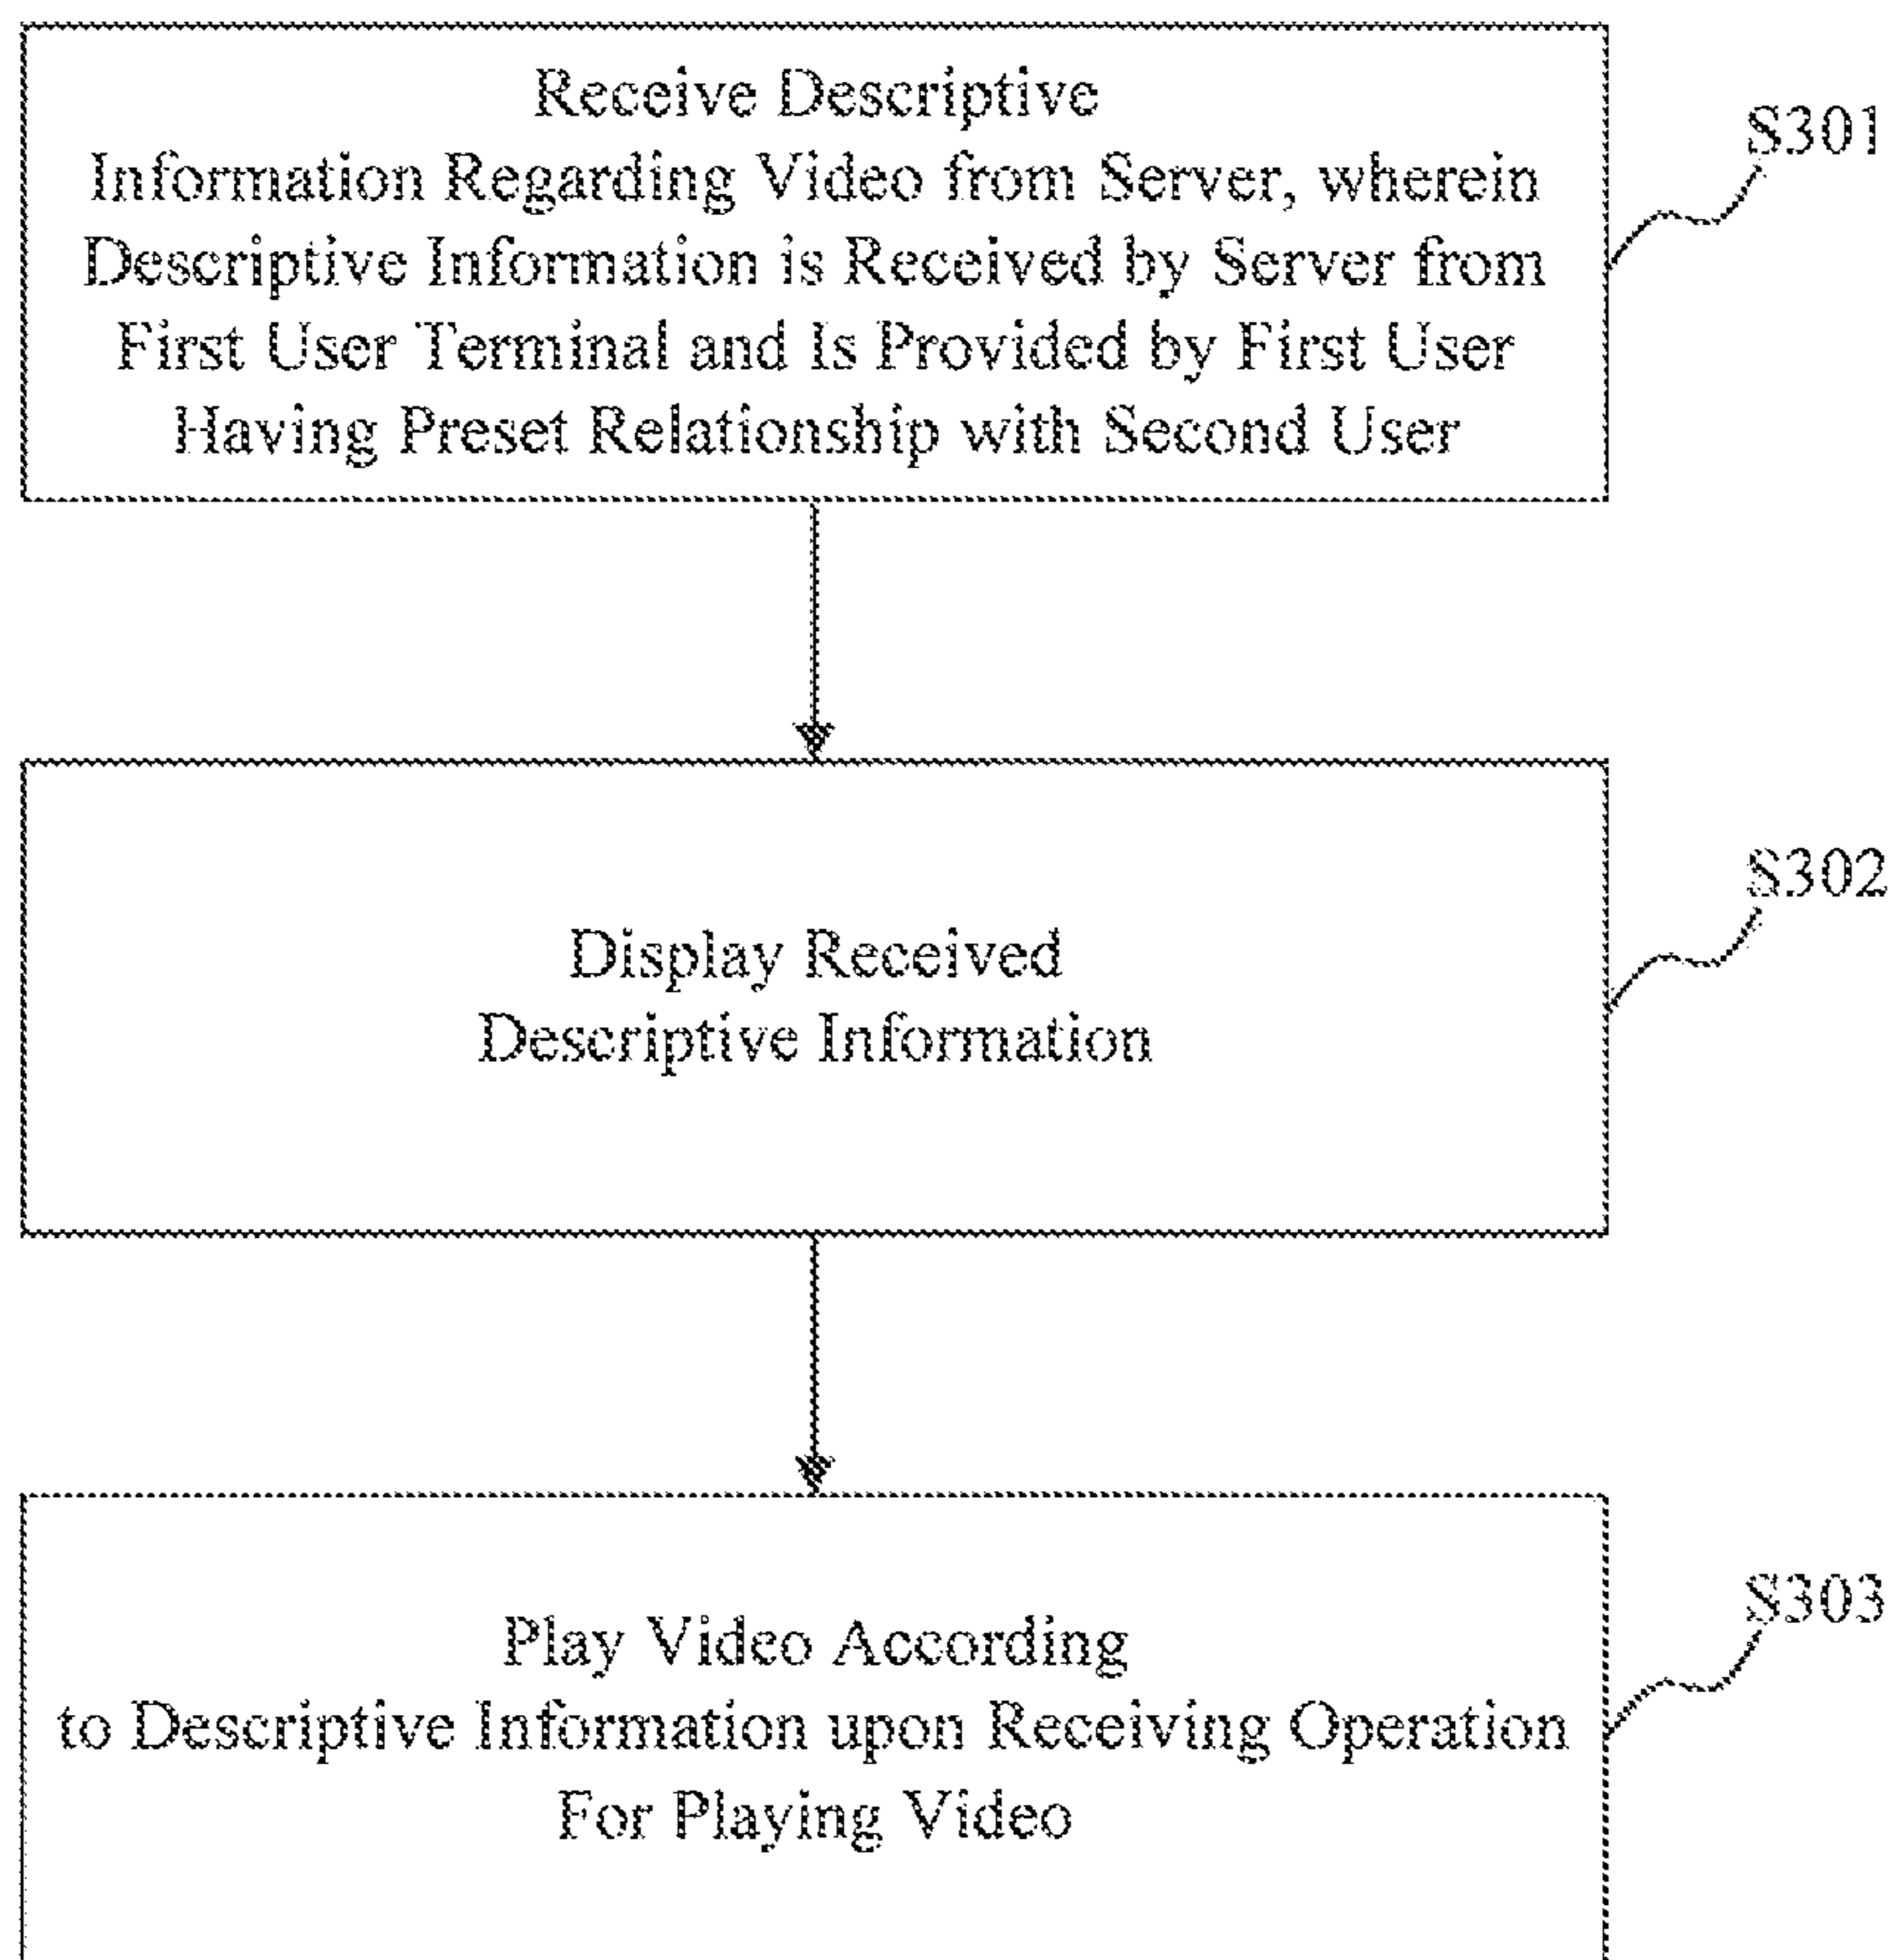 Receive Descriptive
Information Regarding Video from Server, wherein
Descriptive Information is Received by Server from
First User Terminal and Is Provided by First User
Having Preset Relationship with Second User
S301
Display Received
Descriptive Information
S302
Play Video According
to Descriptive Information upon Receiving Operation
For Playing Video
S303